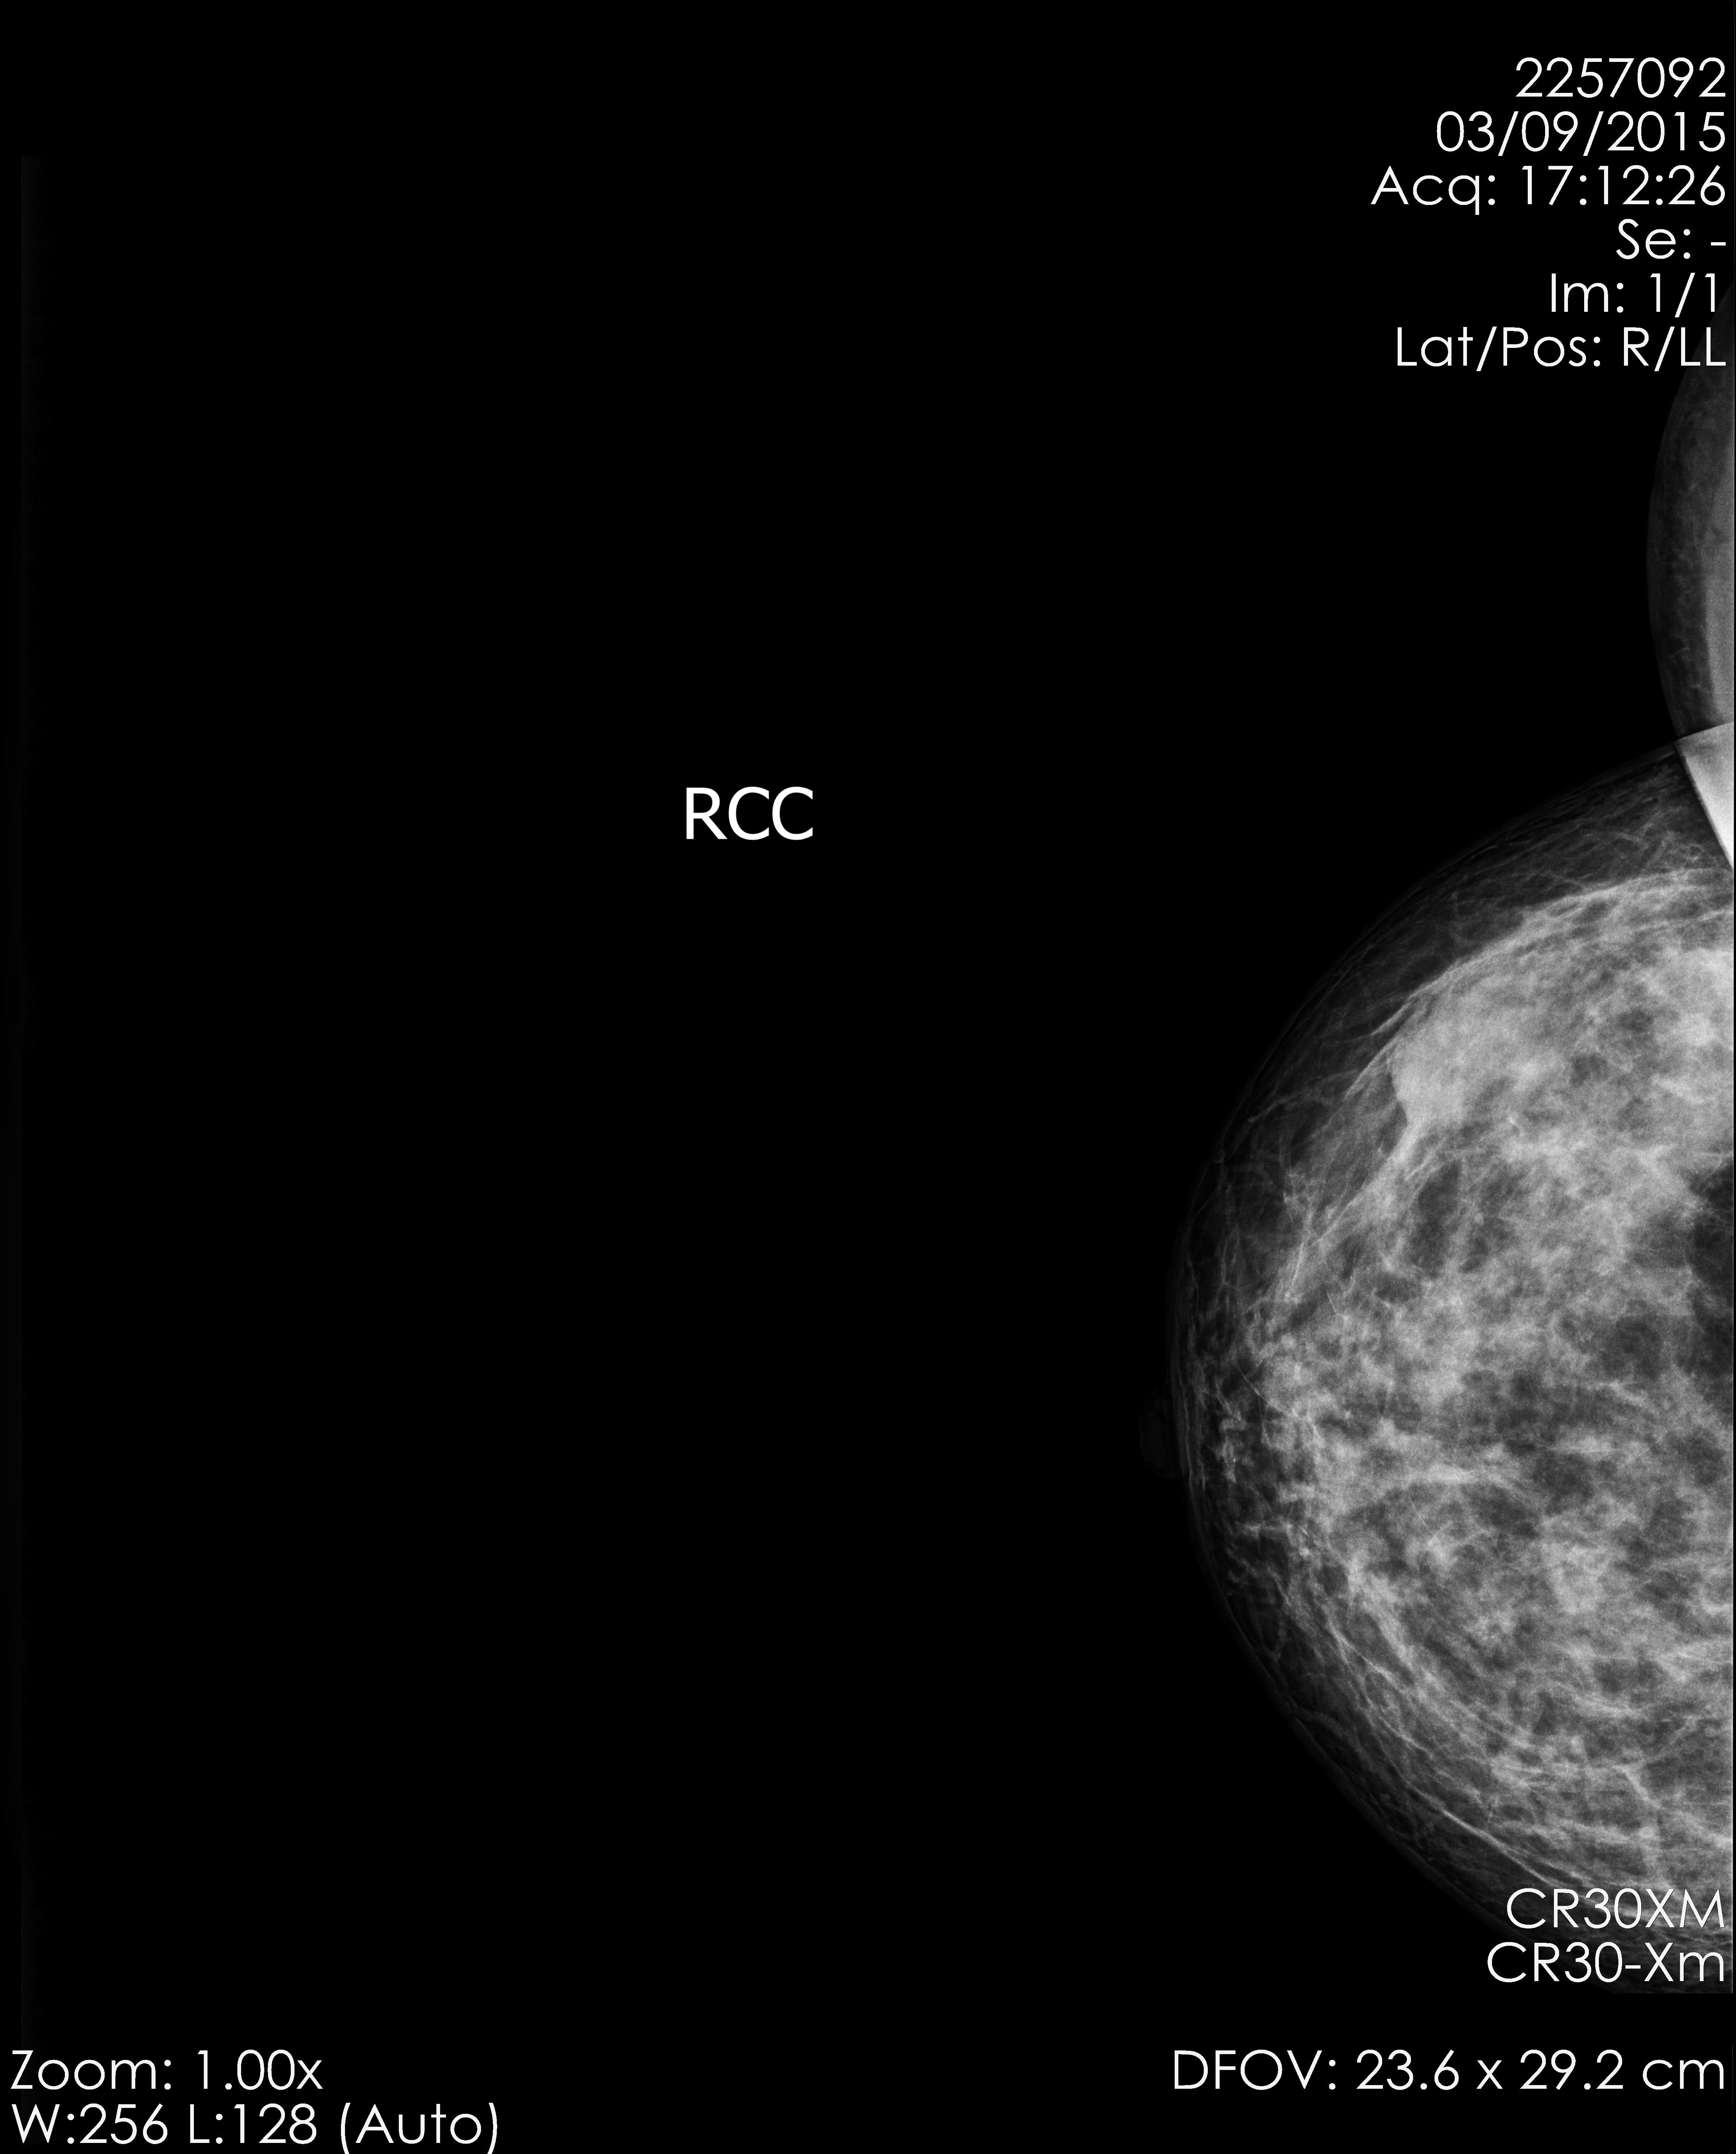 2257092
03/09/2015
Acq: 17:12:26
Se: -
Im: 1/1
Lat/Pos: R/LL
RCC
CR30XM
CR30-Xm
Zoom: 1.00x
DFOV: 23.6 x 29.2 cm
W:256 L:128 (Auto)